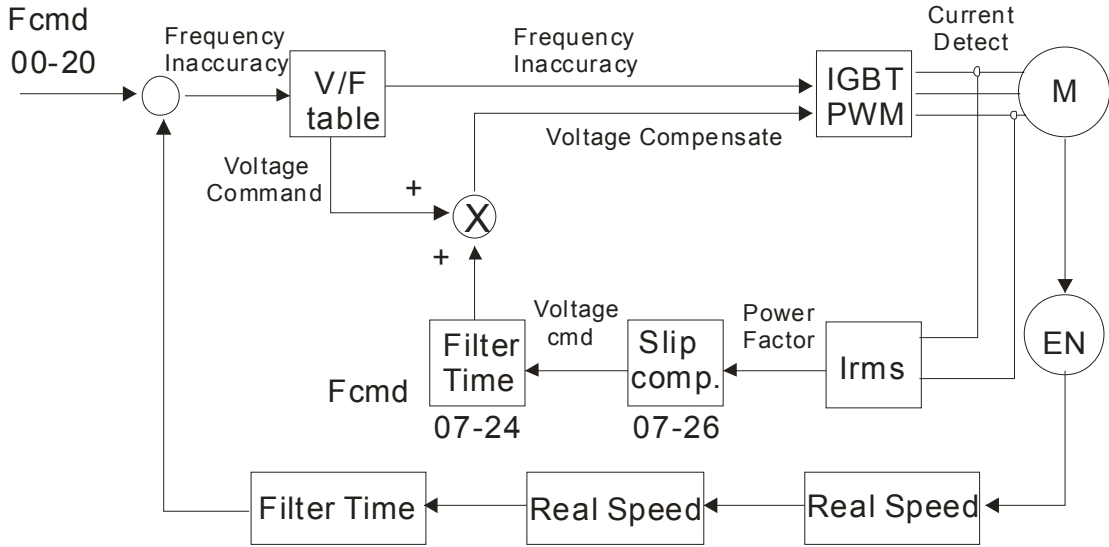 Fcmd
00-20
Frequency
Inaccuracy
V/F
table
Frequency
Inaccuracy
IGBT
PWM
Current
Detect
M
Voltage
Command
Voltage Compensate
+
X
+
Filter
Time
Voltage
cmd
Slip
comp.
Power
Factor
Irms
EN
Fcmd
07-24
07-26
Filter Time
Real Speed
Real Speed